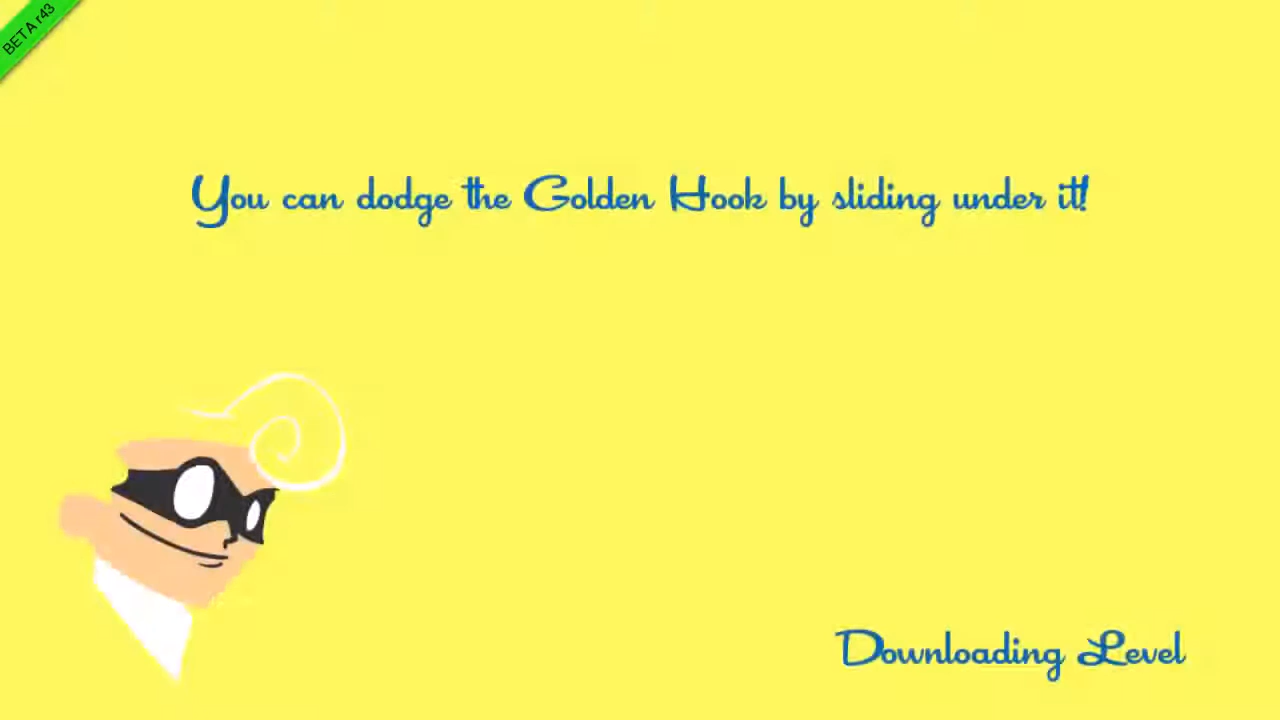 BETA r43
You can dodge the Golden Hook by sliding under it!
Downloading Level